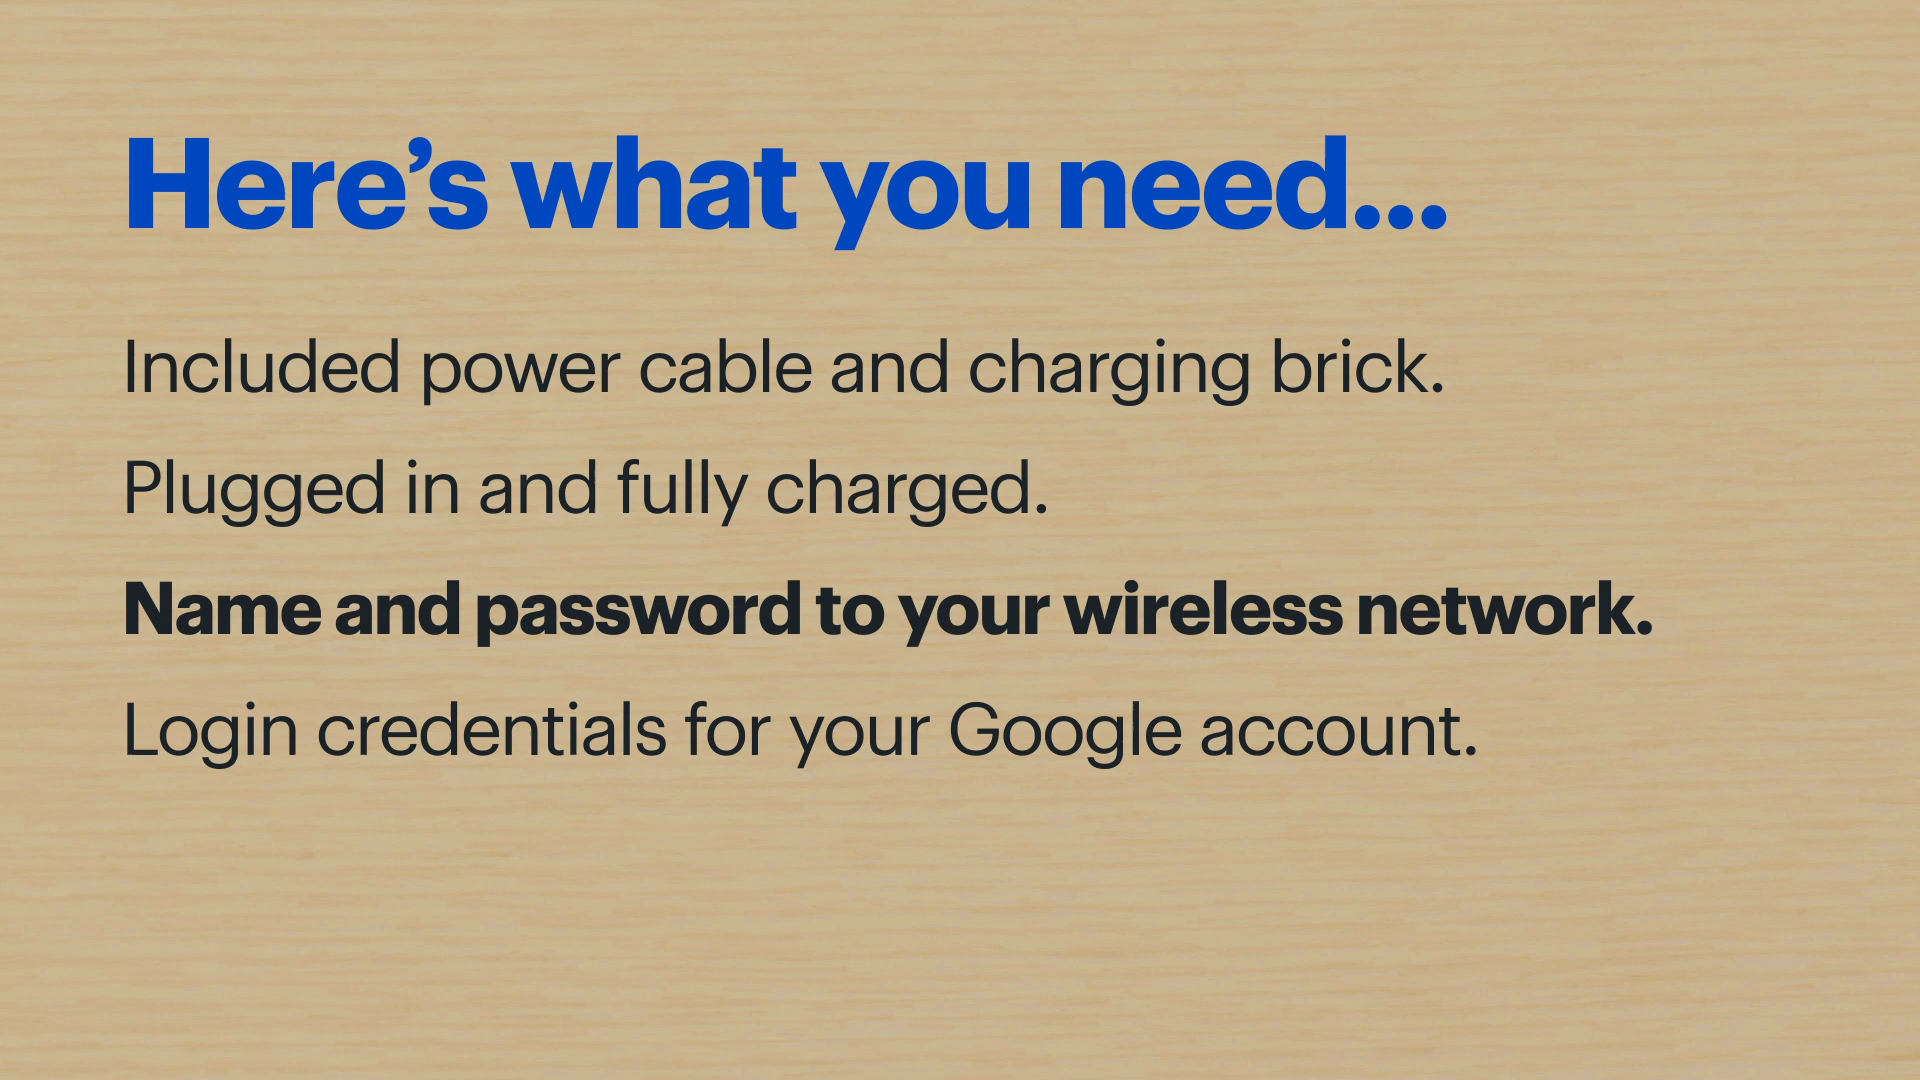 Here’s what you need...
Included power cable and charging brick.
Plugged in and fully charged.
Name and password to your wireless network.
Login credentials for your Google account.